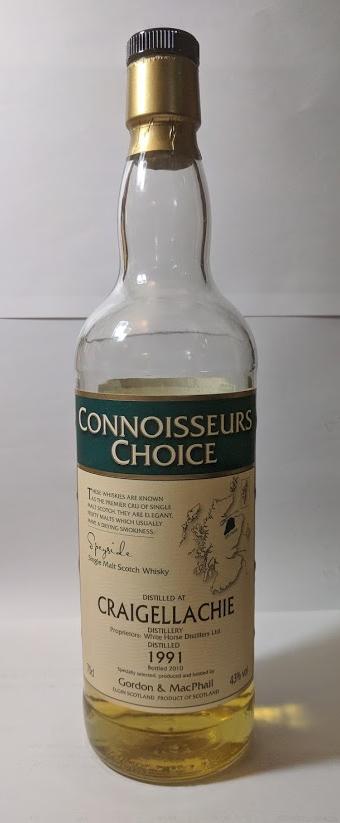 CONNOISSEURS
CHOICE
THESE WHISKIES ARE KNOWN
AS THE PREMIER CRU OF SINGLE
MALT SCOTCH. THEY ARE ELEGANT,
FRUITY MALTS WHICH USUALLY
HAVE A DRYING SMOKINESS.
Speyside
Single Malt Scotch Whisky
DISTILLED AT
CRAIGELLACHIE
DISTILLERY
Proprietors: White Horse Distillers Ltd.
DISTILLED
1991
Bottled 2010
Specially selected, produced and bottled by
70cl Gordon & MacPhail 43% vol
ELGIN SCOTLAND PRODUCT OF SCOTLAND